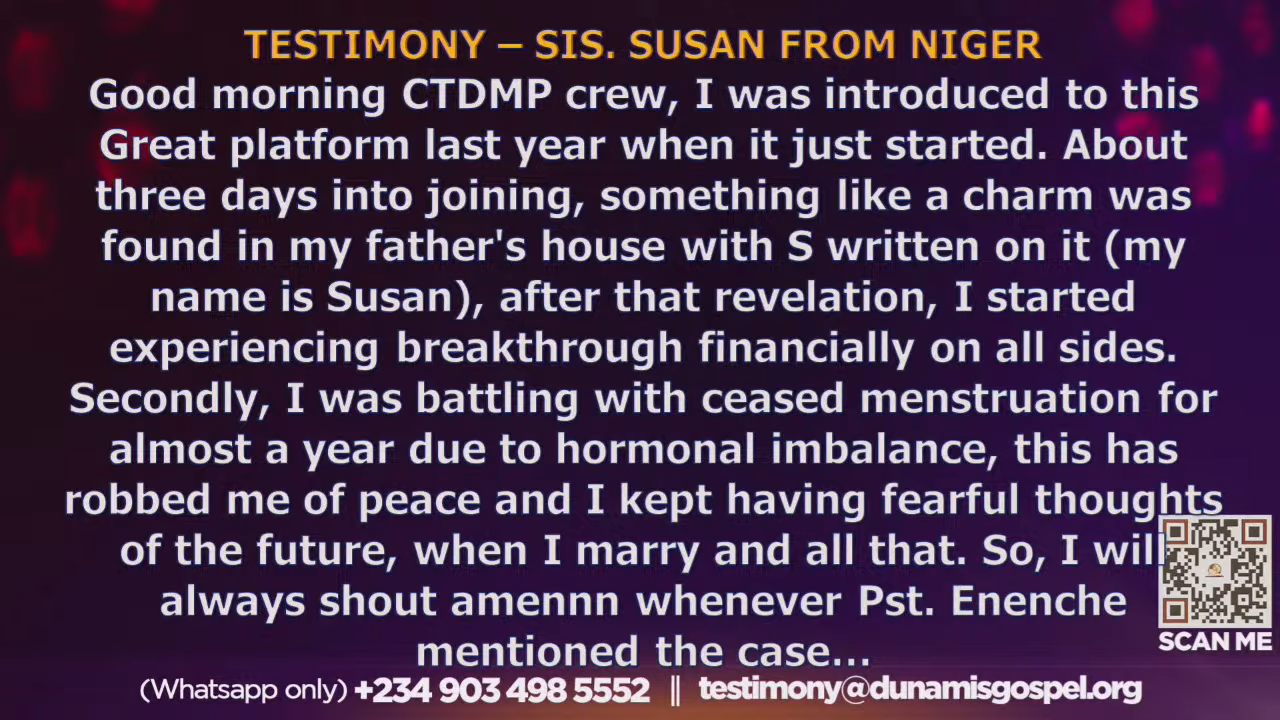 TESTIMONY – SIS. SUSAN FROM NIGER
Good morning CTDMP crew, I was introduced to this
Great platform last year when it just started. About
three days into joining, something like a charm was
found in my father's house with S written on it (my
name is Susan), after that revelation, I started
experiencing breakthrough financially on all sides.
Secondly, I was battling with ceased menstruation for
almost a year due to hormonal imbalance, this has
robbed me of peace and I kept having fearful thoughts
of the future, when I marry and all that. So, I will
always shout amennn whenever Pst. Enenche
mentioned the case...
SCAN ME
(Whatsapp only) +234 903 498 5552 || testimony@dunamisgospel.org